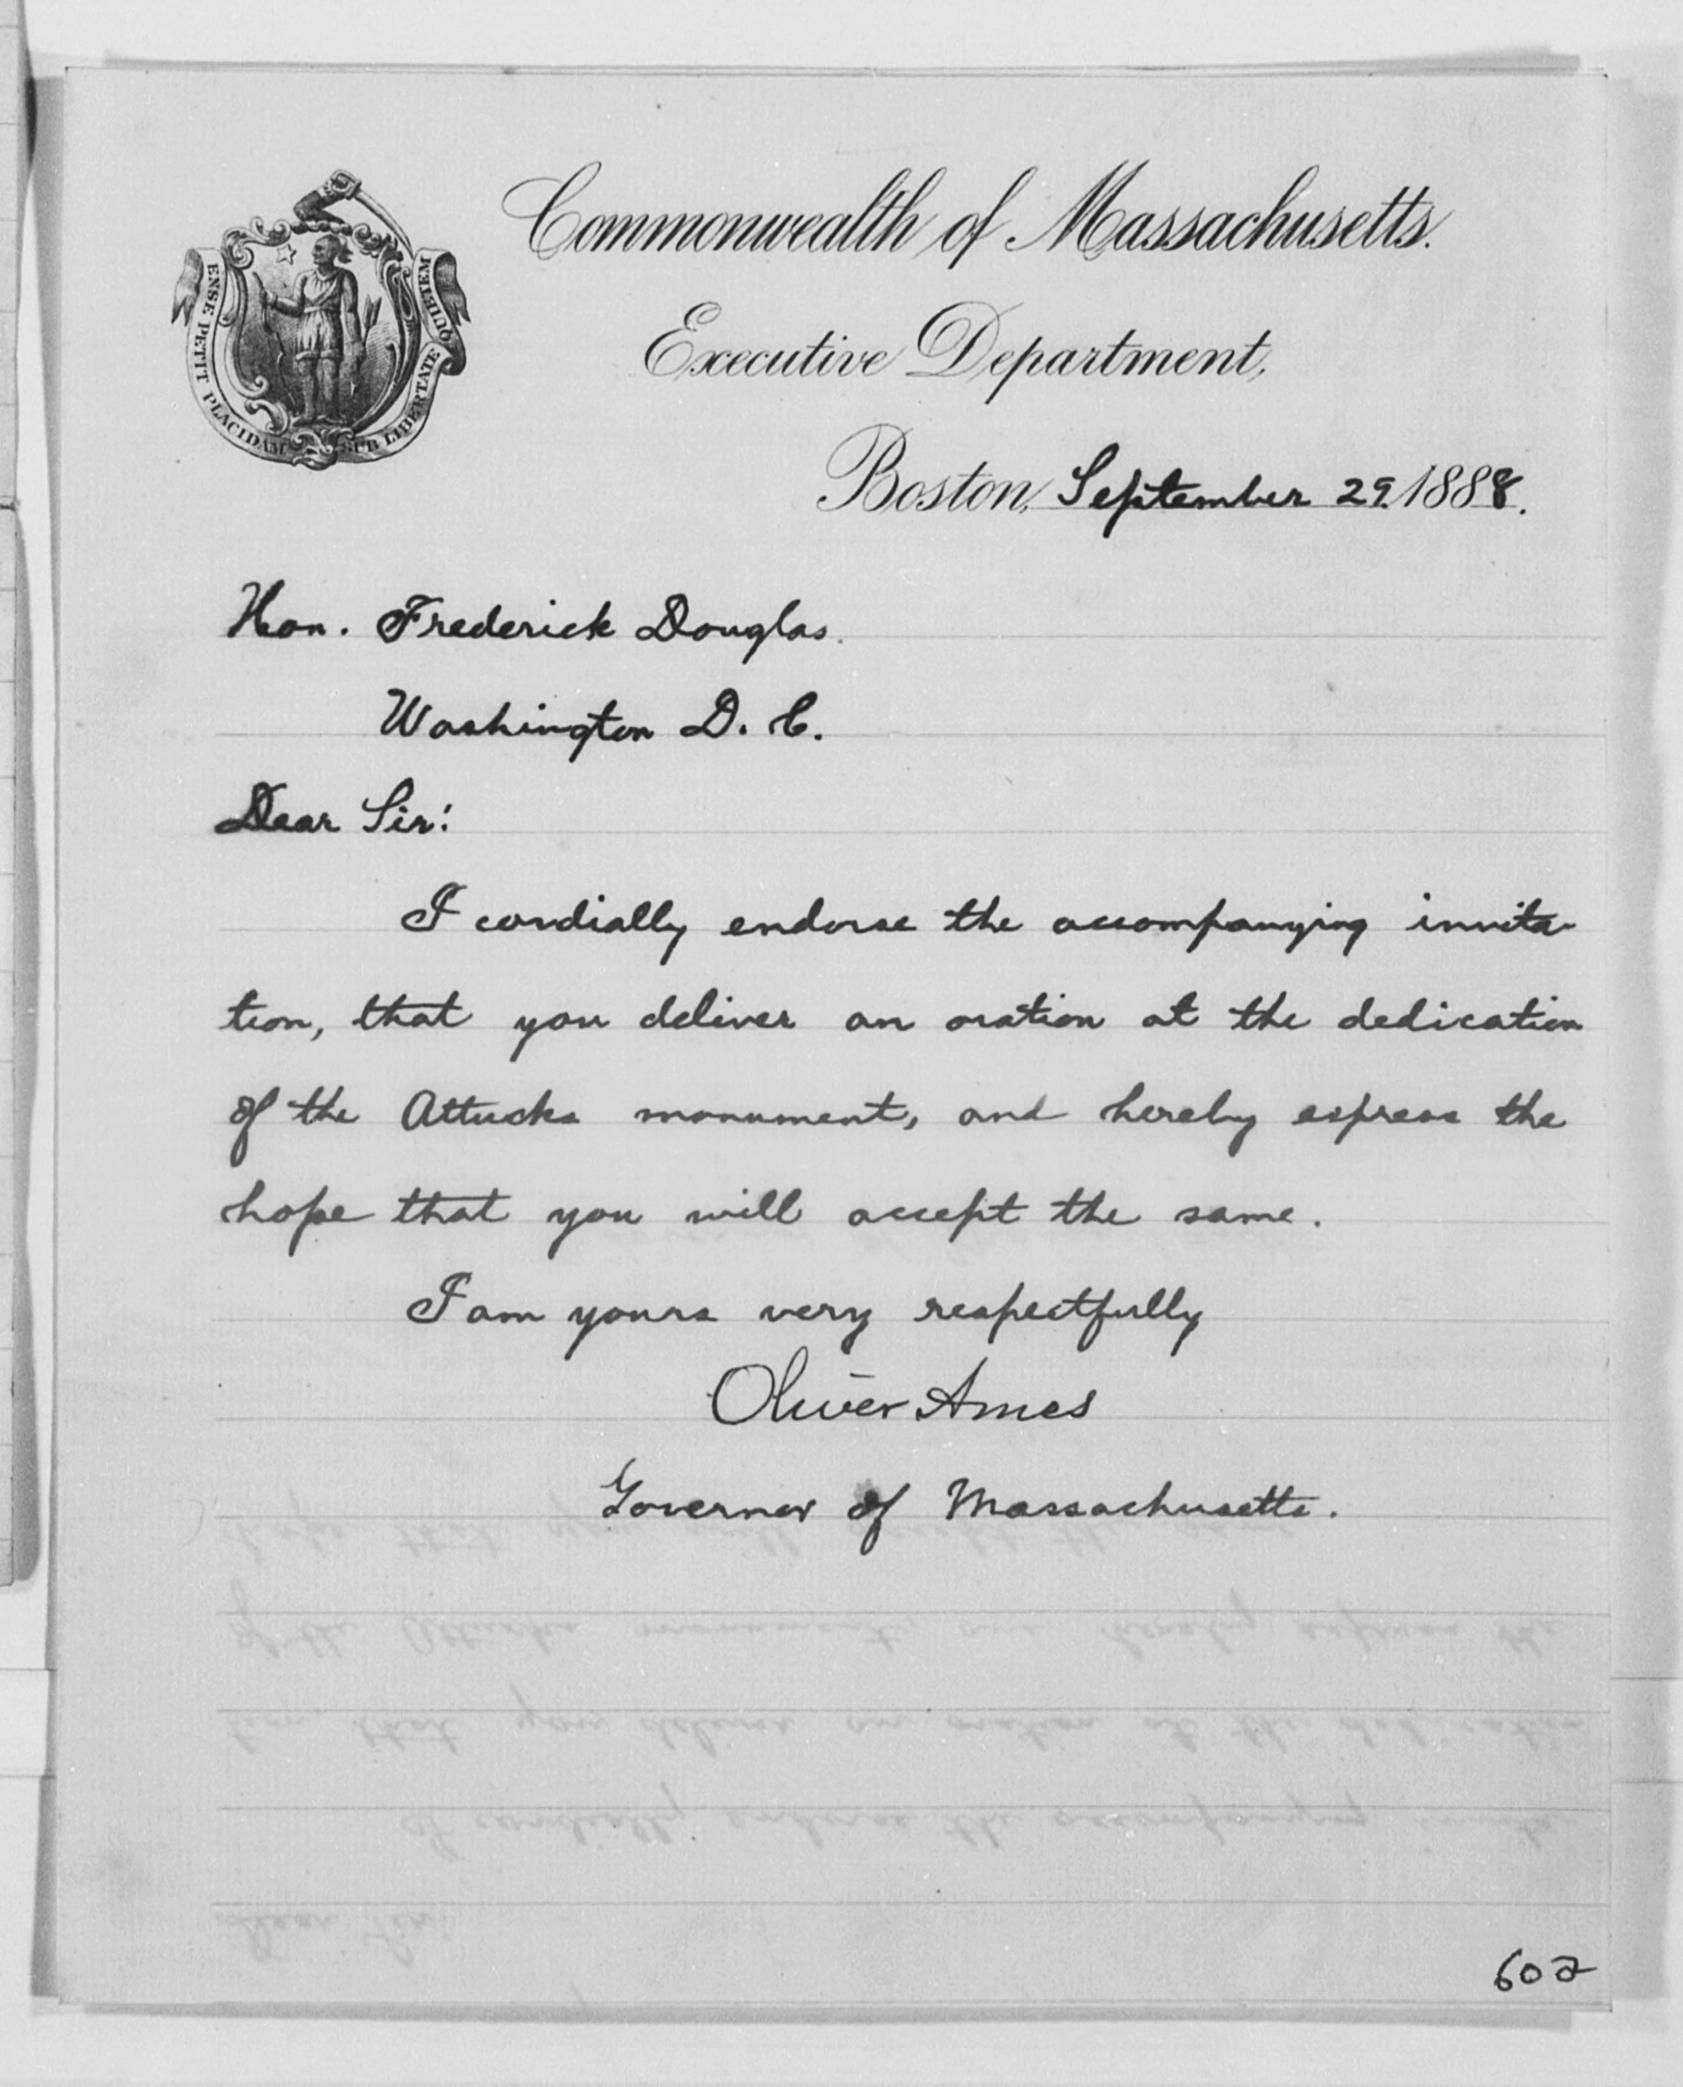 ENSE PETIT PLACIDAM SUB LIBERTATE QUIETEM
Commonwealth of Massachusetts.
Executive Department,
Boston, September 29. 1888.
Hon. Frederick Douglas.
Washington D. C.
Dear Sir:
I cordially endorse the accompanying invita-
tion, that you deliver an oration at the dedication
of the Attucks monument, and hereby express the
hope that you will accept the same.
I am yours very respectfully
Oliver Ames
Governor of Massachusetts.
602